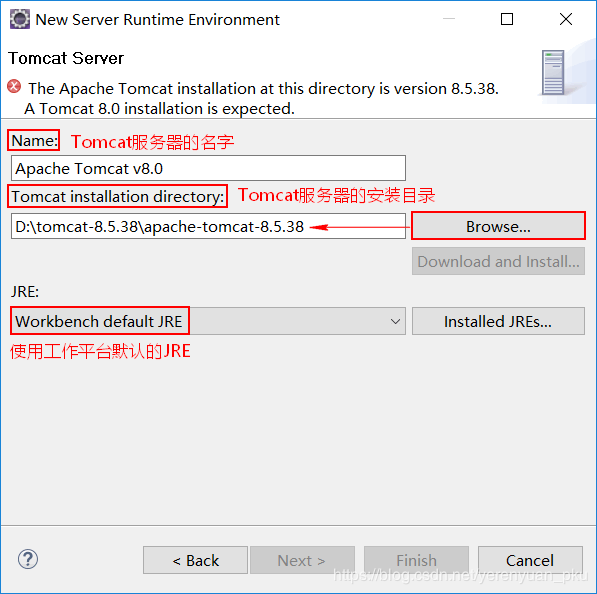 New Server Runtime Environment
Tomcat Server
The Apache Tomcat installation at this directory is version 8.5.38.
A Tomcat 8.0 installation is expected.
Name: Tomcat服务器的名字
Apache Tomcat v8.0
Tomcat installation directory: Tomcat服务器的安装目录
D:\tomcat-8.5.38\apache-tomcat-8.5.38 Browse...
Download and Install...
JRE:
Workbench default JRE Installed JREs...
使用工作平台默认的JRE
? < Back Next > Finish Cancel
https://blog.csdn.net/yerenyuan_pku